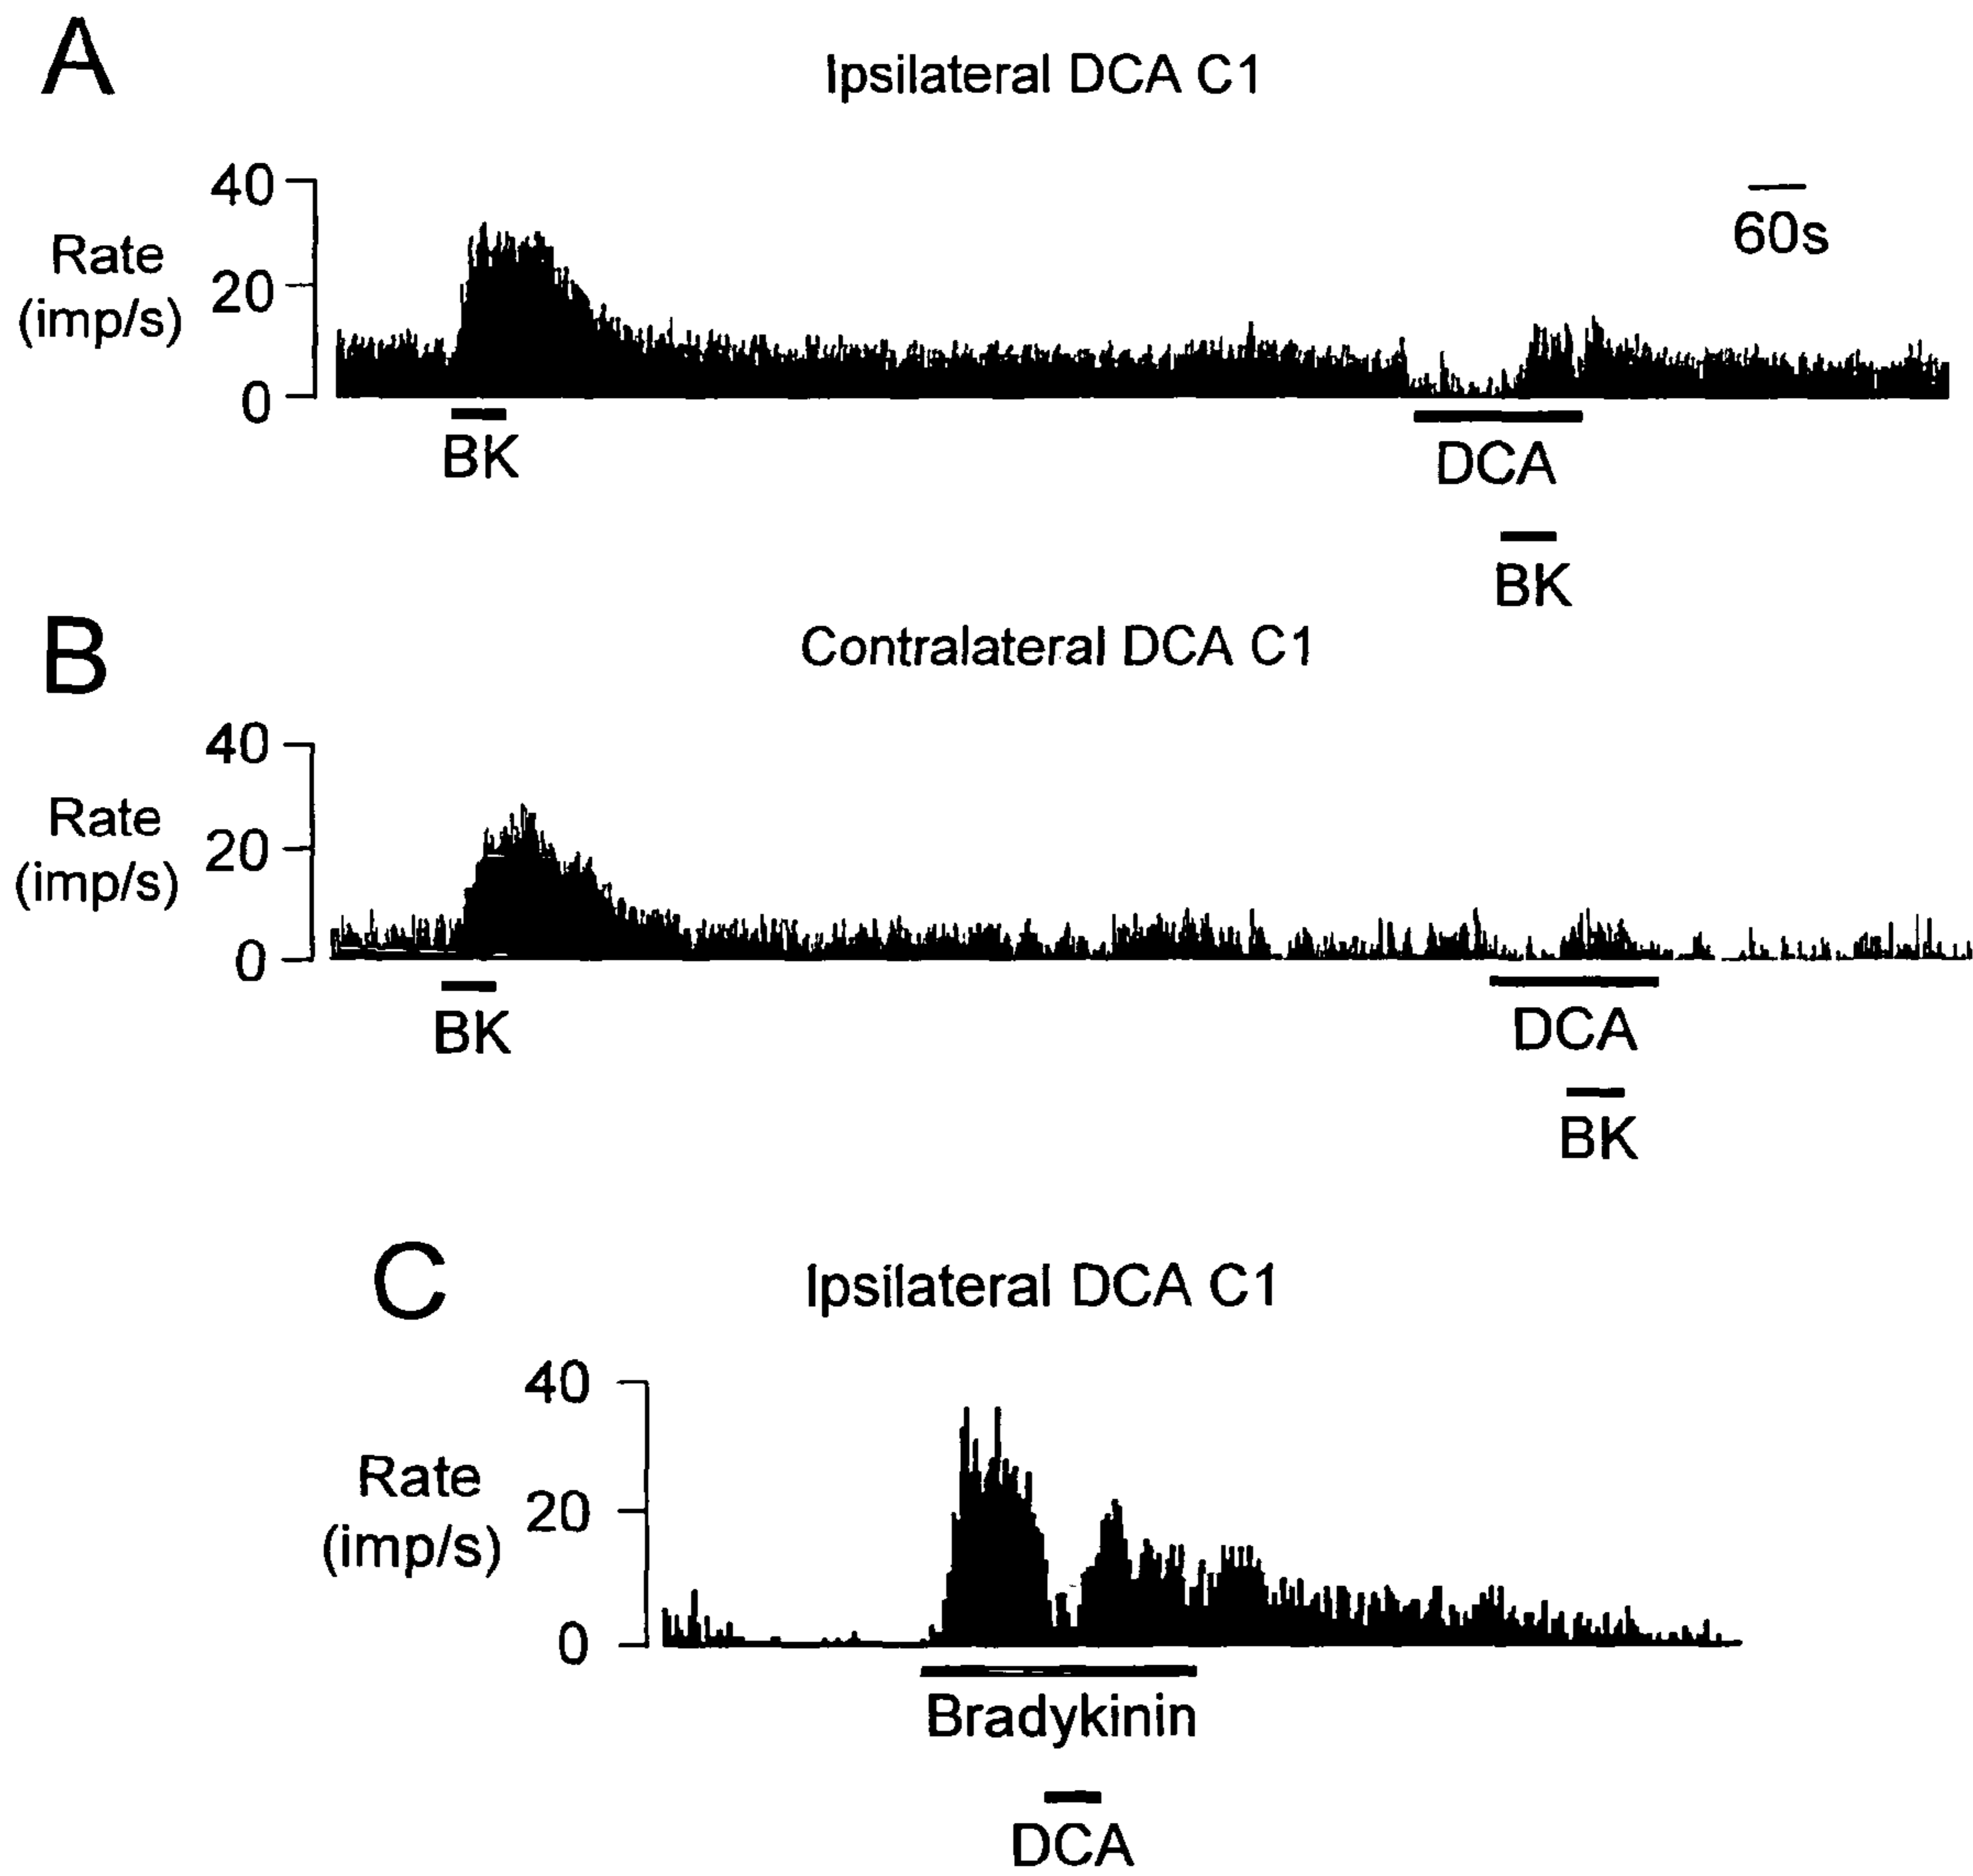 A
Ipsilateral DCA C1
40
Rate
(imp/s)
20
0
60s
BK
DCA
BK
B
Contralateral DCA C1
40
Rate
(imp/s)
20
0
BK
DCA
BK
C
Ipsilateral DCA C1
40
Rate
(imp/s)
20
0
Bradykinin
DCA